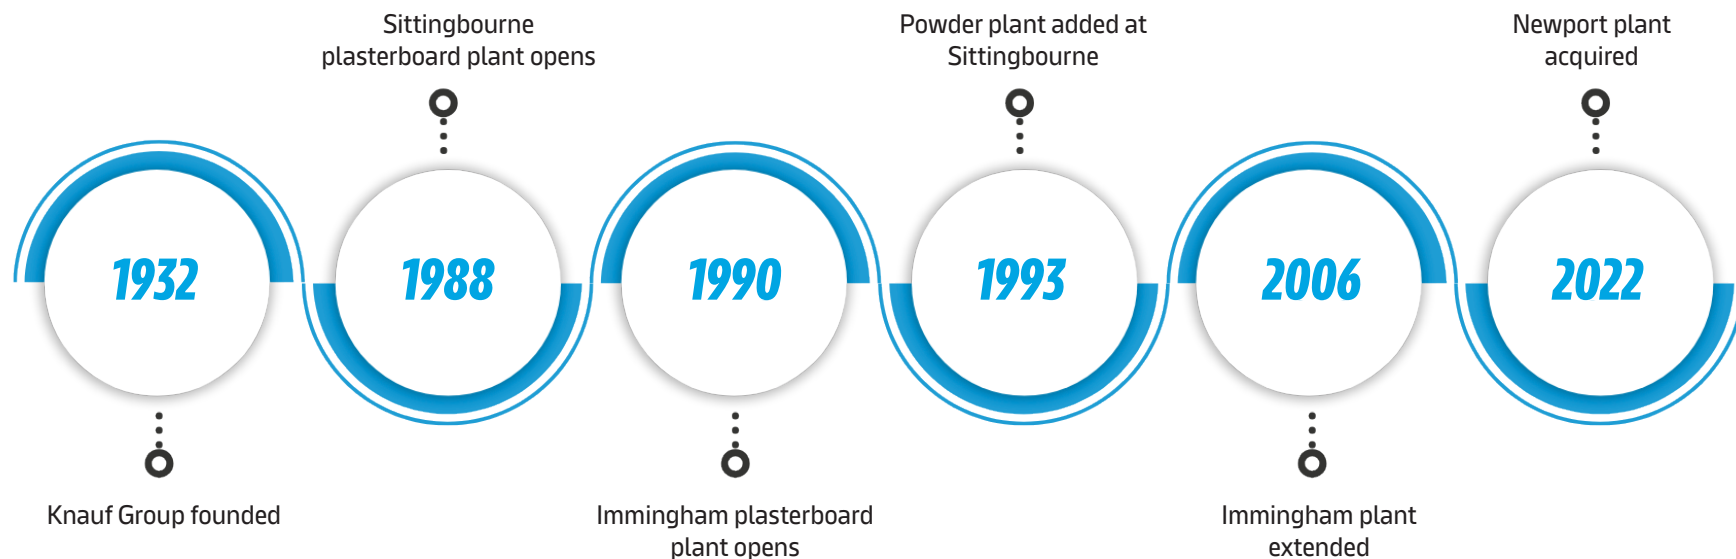 Sittingbourne
plasterboard plant opens
Powder plant added at
Sittingbourne
Newport plant
acquired
1932
1988
1990
1993
2006
2022
Knauf Group founded
Immingham plasterboard
plant opens
Immingham plant
extended